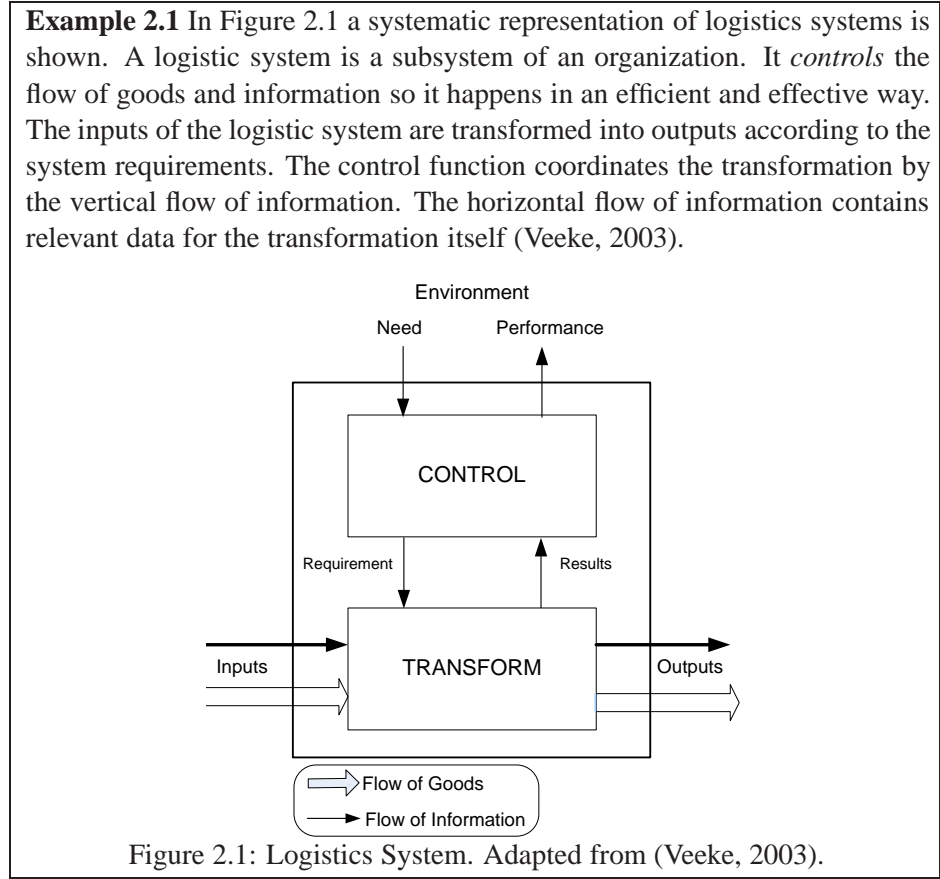 Example 2.1 In Figure 2.1 a systematic representation of logistics systems is
shown. A logistic system is a subsystem of an organization. It controls the
flow of goods and information so it happens in an efficient and effective way.
The inputs of the logistic system are transformed into outputs according to the
system requirements. The control function coordinates the transformation by
the vertical flow of information. The horizontal flow of information contains
relevant data for the transformation itself (Veeke, 2003).
Environment
Need Performance
CONTROL
Requirement Results
Inputs TRANSFORM Outputs
Flow of Goods
Flow of Information
Figure 2.1: Logistics System. Adapted from (Veeke, 2003).